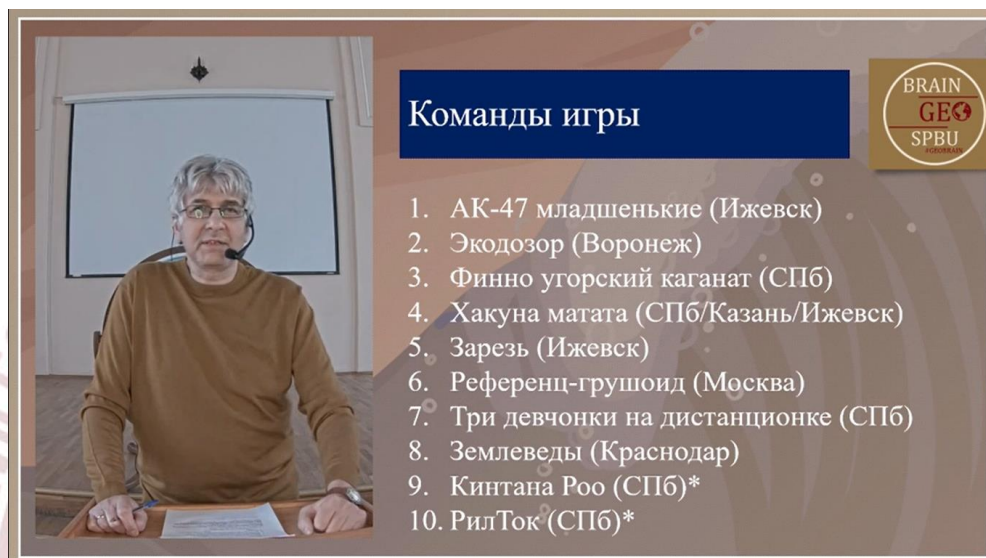 Команды игры
BRAIN
GEO
SPBU
#GEOBRAIN
1. АК-47 младшенькие (Ижевск)
2. Экодозор (Воронеж)
3. Финно угорский каганат (СПб)
4. Хакуна матата (СПб/Казань/Ижевск)
5. Зарезь (Ижевск)
6. Референц-грушоид (Москва)
7. Три девчонки на дистанционке (СПб)
8. Землеведы (Краснодар)
9. Кинтана Роо (СПб)*
10. РилТок (СПб)*